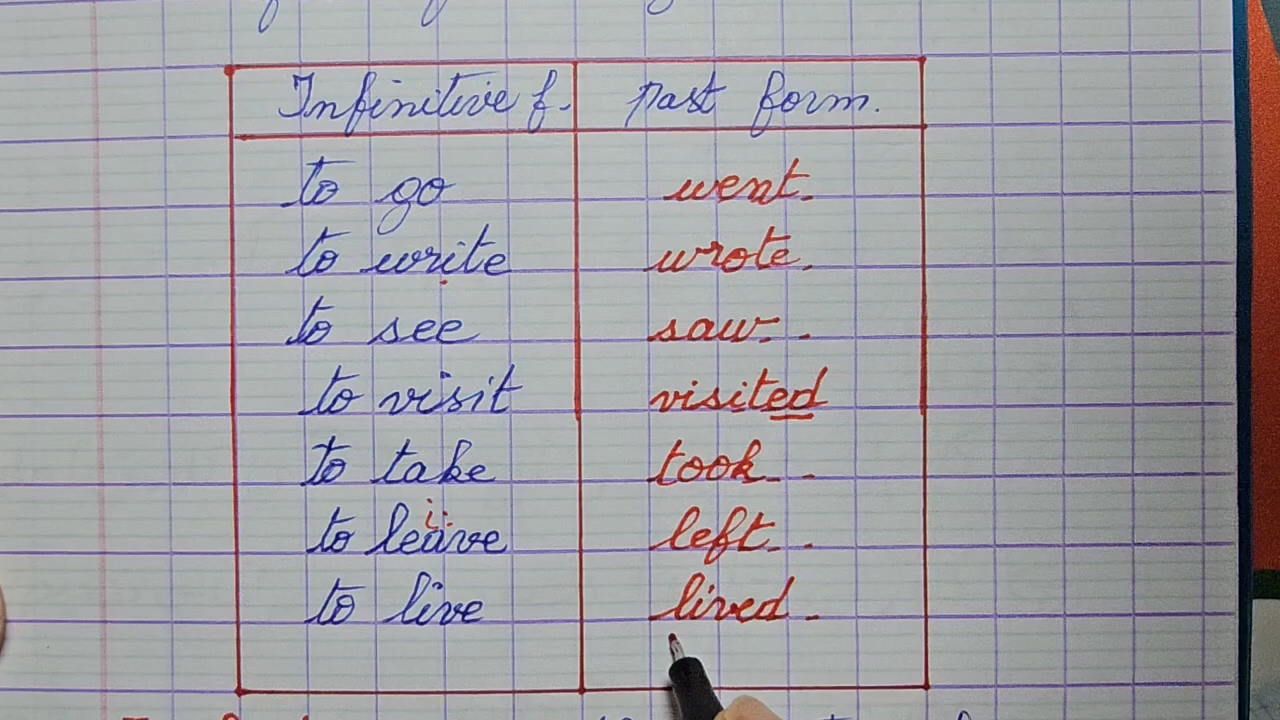 Infinitive f. past form.
to go went.
to write wrote.
to see saw.
to visit visited
to take took
to leave left
to live lived